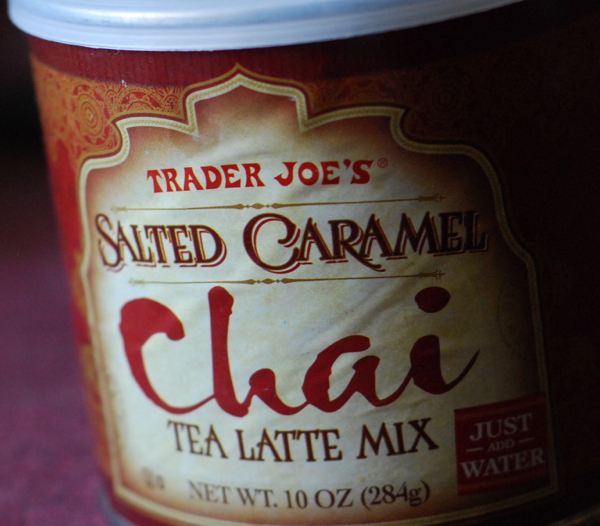 TRADER JOE'S®
SALTED CARAMEL
Chai
TEA LATTE MIX
JUST
ADD
WATER
NET WT. 10 OZ (284g)